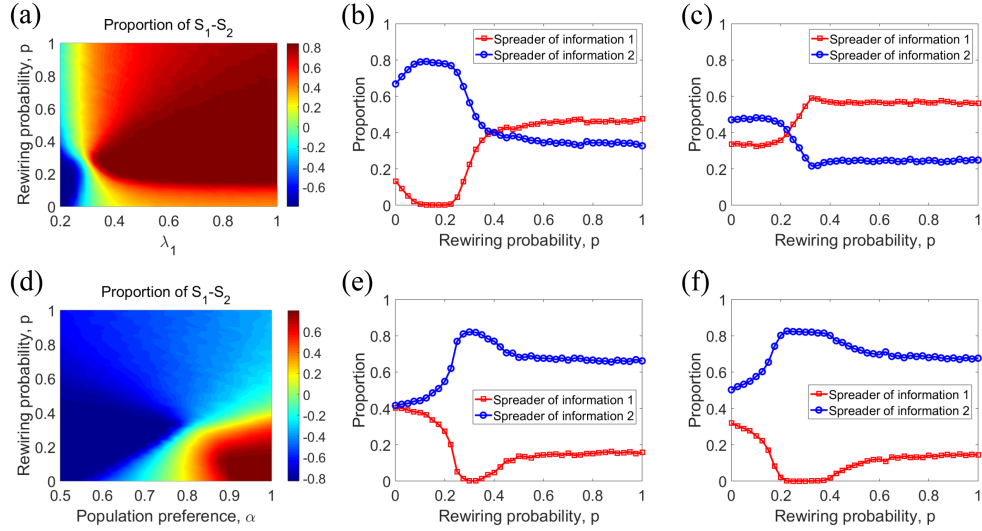 (a)
Proportion of S₁-S₂
Rewiring probability, p
1
0.8
0.6
0.4
0.2
0
0.2 0.4 0.6 0.8 1
λ₁
0.8
0.6
0.4
0.2
0
-0.2
-0.4
-0.6
(b)
Proportion
1
0.8
0.6
0.4
0.2
0
Spreader of information 1
Spreader of information 2
0 0.2 0.4 0.6 0.8 1
Rewiring probability, p
(c)
Proportion
1
0.8
0.6
0.4
0.2
0
Spreader of information 1
Spreader of information 2
0 0.2 0.4 0.6 0.8 1
Rewiring probability, p
(d)
Proportion of S₁-S₂
Rewiring probability, p
1
0.8
0.6
0.4
0.2
0
0.5 0.6 0.7 0.8 0.9 1
Population preference, α
0.6
0.4
0.2
0
-0.2
-0.4
-0.6
-0.8
(e)
Proportion
1
0.8
0.6
0.4
0.2
0
Spreader of information 1
Spreader of information 2
0 0.2 0.4 0.6 0.8 1
Rewiring probability, p
(f)
Proportion
1
0.8
0.6
0.4
0.2
0
Spreader of information 1
Spreader of information 2
0 0.2 0.4 0.6 0.8 1
Rewiring probability, p